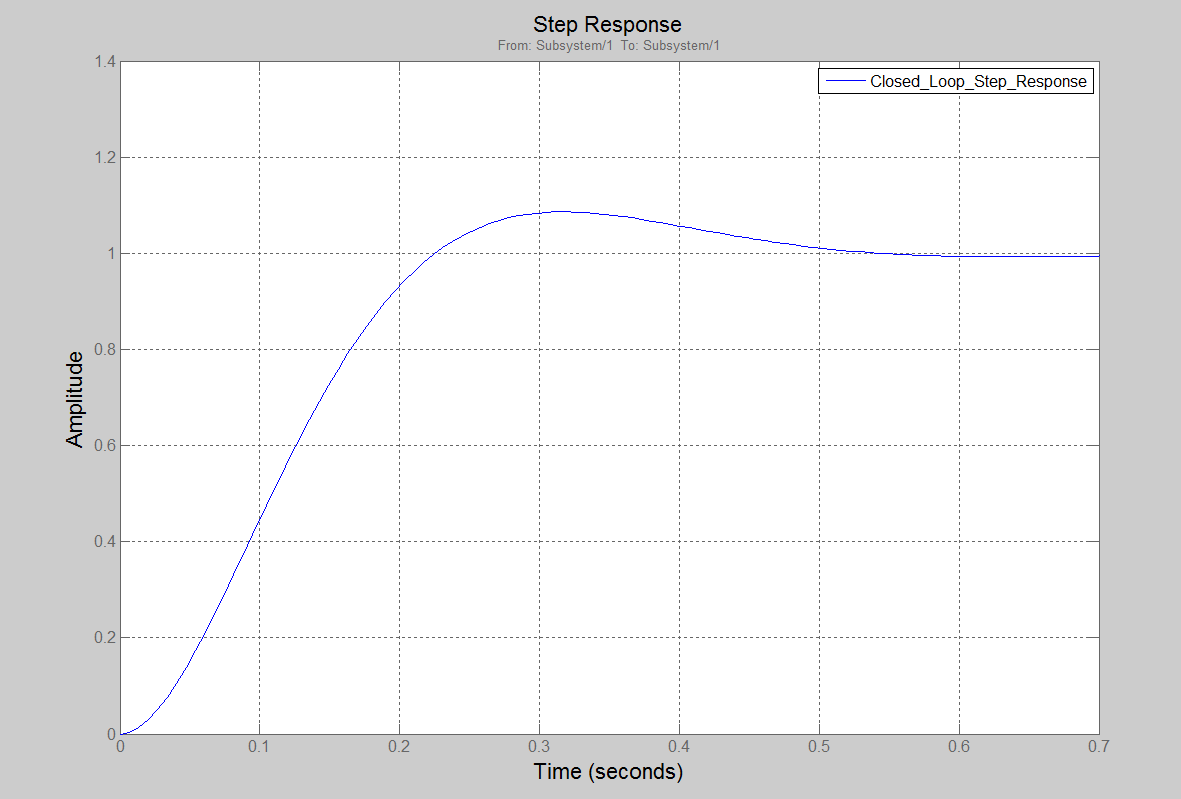 Step Response
From: Subsystem/1 To: Subsystem/1
1.4
Closed_Loop_Step_Response
1.2
1
0.8
Amplitude
0.6
0.4
0.2
0
0 0.1 0.2 0.3 0.4 0.5 0.6 0.7
Time (seconds)